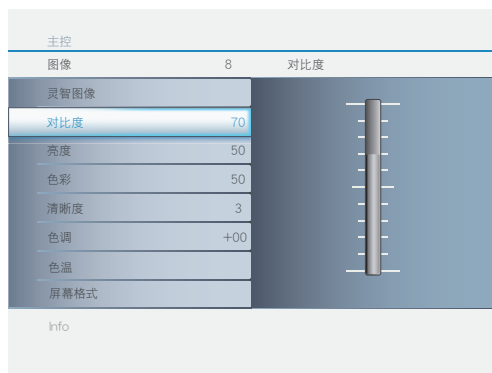 主控
图像 8 对比度
灵智图像
对比度 70
亮度 50
色彩 50
清晰度 3
色调 +00
色温
屏幕格式
Info